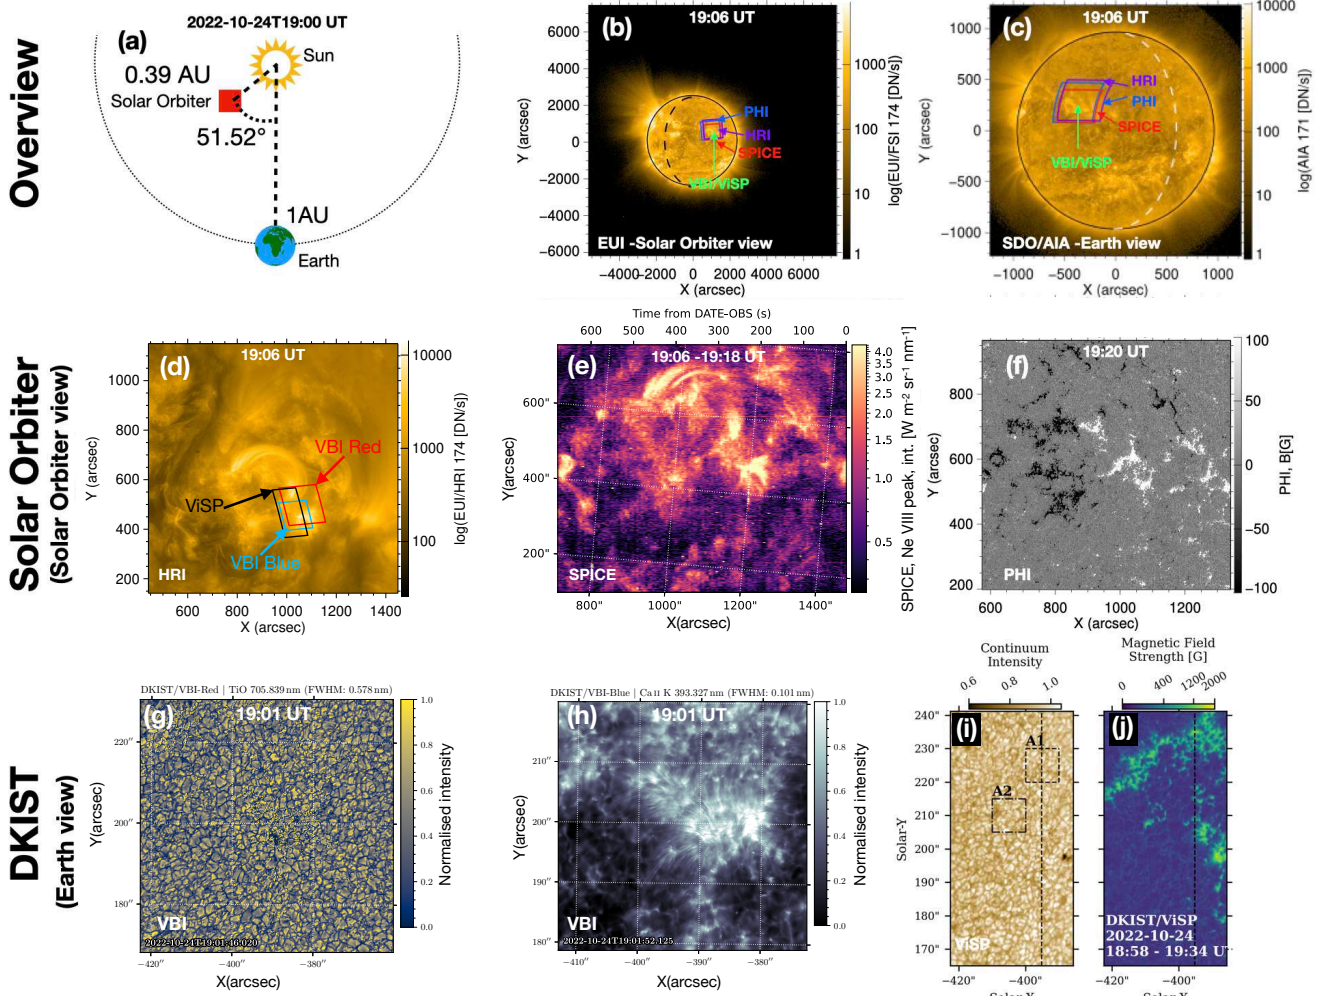 Overview
(a)
2022-10-24T19:00 UT
Sun
0.39 AU
Solar Orbiter
51.52°
1AU
Earth
(b)
19:06 UT
PHI
HRI
SPICE
VBI/ViSP
EUI -Solar Orbiter view
6000
4000
2000
0
−2000
−4000
−6000
Y (arcsec)
−4000−2000 0 2000 4000 6000
X (arcsec)
1000
100
10
1
log(EUI/FSI 174 [DN/s])
(c)
19:06 UT
HRI
PHI
SPICE
VBI/ViSP
SDO/AIA -Earth view
1000
500
0
−500
−1000
Y (arcsec)
−1000 −500 0 500 1000
X (arcsec)
10000
1000
100
10
1
log(AIA 171 [DN/s])
Solar Orbiter
(Solar Orbiter view)
(d)
19:06 UT
VBI Red
ViSP
VBI Blue
HRI
1000
800
600
400
200
Y (arcsec)
600 800 1000 1200 1400
X (arcsec)
10000
1000
100
log(EUI/HRI 174 [DN/s])
Time from DATE-OBS (s)
600 500 400 300 200 100 0
(e)
19:06 -19:18 UT
SPICE
600"
400"
200"
Y(arcsec)
800" 1000" 1200" 1400"
X(arcsec)
4.0
3.5
3.0
2.5
2.0
1.5
1.0
0.5
SPICE, Ne VIII peak, int. [W m⁻² sr⁻¹ nm⁻¹]
(f)
19:20 UT
PHI
800
600
400
200
Y (arcsec)
600 800 1000 1200
X (arcsec)
100
50
0
−50
−100
PHI, B[G]
DKIST
(Earth view)
DKIST/VBI-Red | TiO 705.839 nm (FWHM: 0.578 nm)
(g)
19:01 UT
VBI
2022-10-24T19:01:46.020
220"
200"
180"
Y(arcsec)
−420" −400" −380"
X(arcsec)
1.0
0.8
0.6
0.4
0.2
0.0
Normalised intensity
DKIST/VBI-Blue | Ca II K 393.327 nm (FWHM: 0.101 nm)
(h)
19:01 UT
VBI
2022-10-24T19:01:52.125
210"
200"
190"
180"
Y(arcsec)
−410" −400" −390" −380"
X(arcsec)
1.0
0.8
0.6
0.4
0.2
0.0
Normalised intensity
Continuum
Intensity
0.6 0.8 1.0
(i)
A1
A2
ViSP
240"
230"
220"
210"
200"
190"
180"
170"
Solar-Y
−420" −400"
Solar-X
Magnetic Field
Strength [G]
0 400 1200 2000
(j)
DKIST/ViSP
2022-10-24
18:58 - 19:34 U
−420" −400"
Solar-X